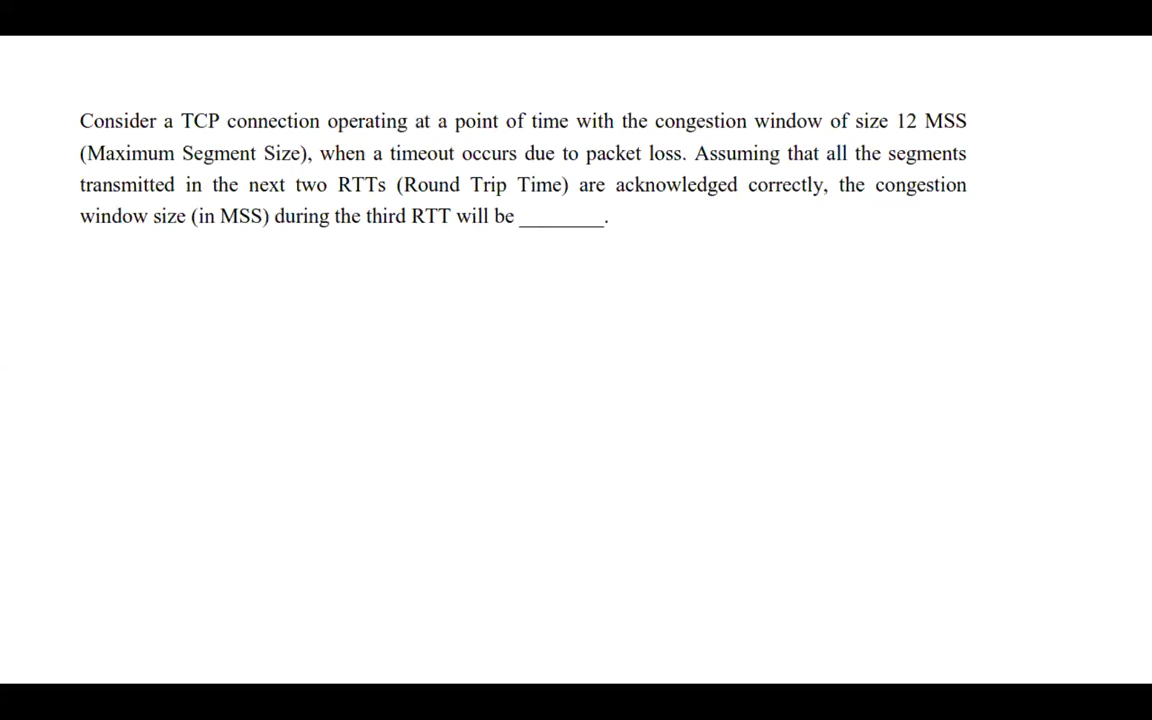 Consider a TCP connection operating at a point of time with the congestion window of size 12 MSS
(Maximum Segment Size), when a timeout occurs due to packet loss. Assuming that all the segments
transmitted in the next two RTTs (Round Trip Time) are acknowledged correctly, the congestion
window size (in MSS) during the third RTT will be ________.